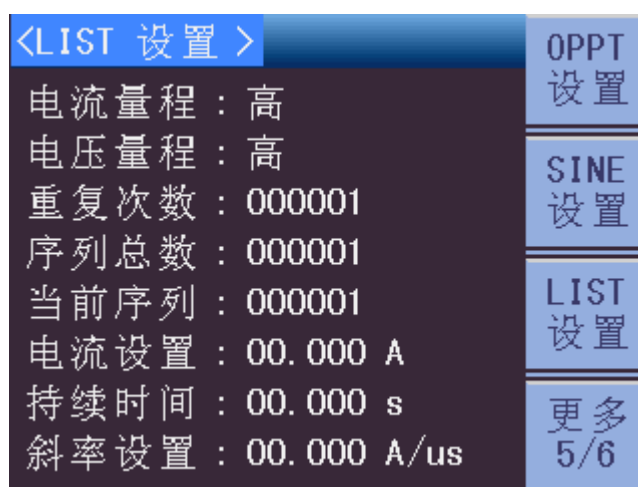 <LIST 设置 >
电流量程：高
电压量程：高
重复次数：000001
序列总数：000001
当前序列：000001
电流设置：00.000 A
持续时间：00.000 s
斜率设置：00.000 A/us
OPPT
设置
SINE
设置
LIST
设置
更多
5/6